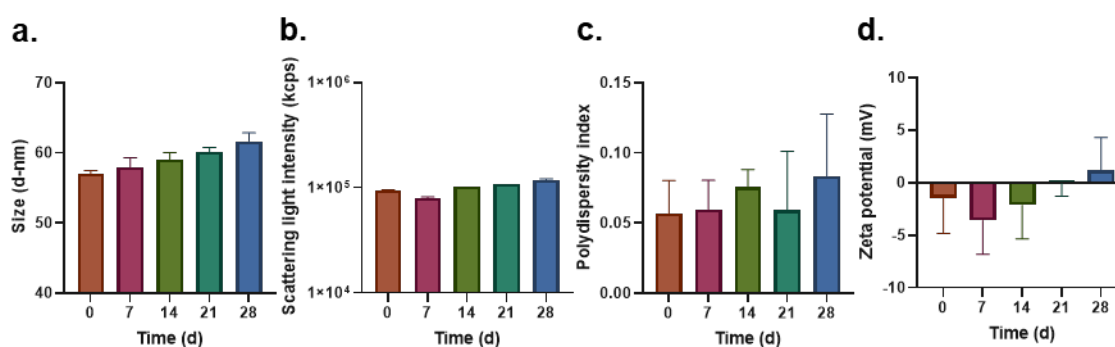 a.
Size (d-nm)
70
60
50
40
0 7 14 21 28
Time (d)
b.
Scattering light intensity (kcps)
1×10⁶
1×10⁵
1×10⁴
0 7 14 21 28
Time (d)
c.
Polydispersity index
0.15
0.10
0.05
0.00
0 7 14 21 28
Time (d)
d.
Zeta potential (mV)
10
5
0
-5
-10
0 7 14 21 28
Time (d)